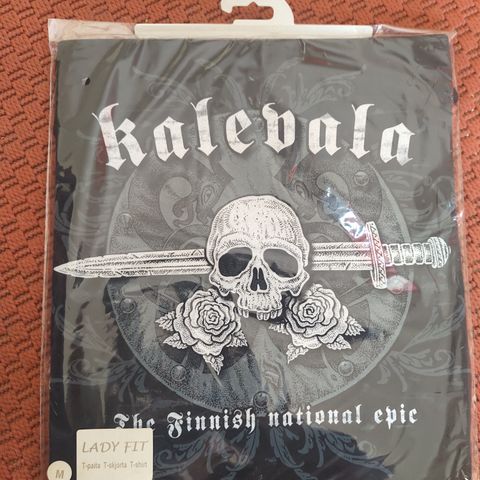 kalevala
The Finnish national epic
LADY FIT
T-paita T-skjorta T-shirt
M